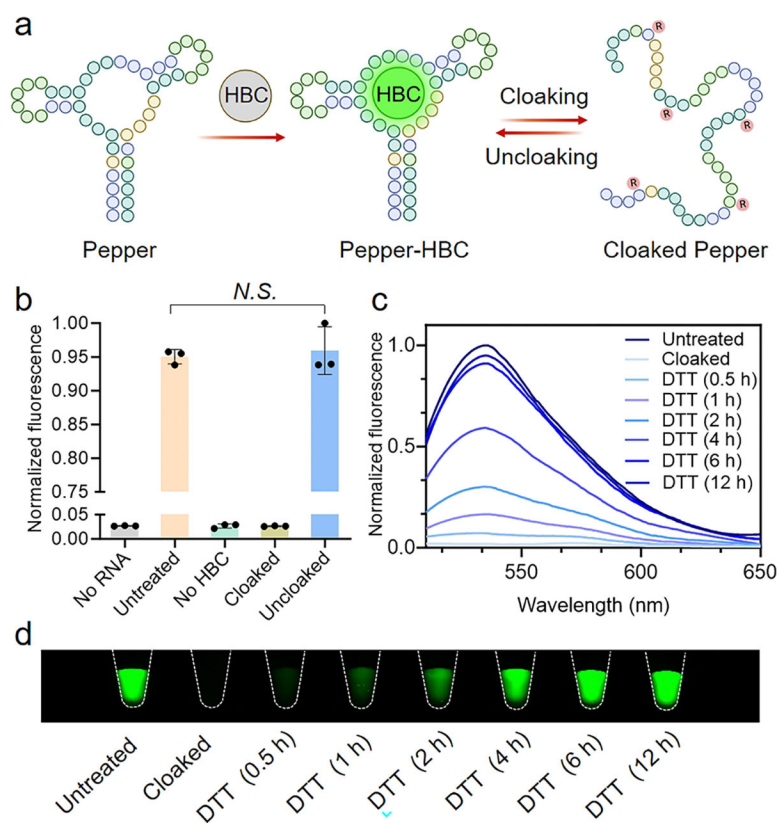 a
HBC
HBC
Cloaking
Uncloaking
R
R
R
R
R
Pepper
Pepper-HBC
Cloaked Pepper
b
N.S.
Normalized fluorescence
1.00
0.95
0.90
0.85
0.80
0.75
0.05
0.00
No RNA
Untreated
No HBC
Cloaked
Uncloaked
c
Normalized fluorescence
1.0
0.5
0.0
550
600
650
Wavelength (nm)
Untreated
Cloaked
DTT (0.5 h)
DTT (1 h)
DTT (2 h)
DTT (4 h)
DTT (6 h)
DTT (12 h)
d
Untreated
Cloaked
DTT (0.5 h)
DTT (1 h)
DTT (2 h)
DTT (4 h)
DTT (6 h)
DTT (12 h)